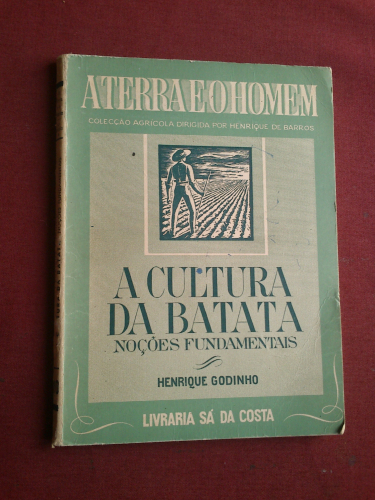 A TERRA E O HOMEM
COLECÇÃO AGRICOLA DIRIGIDA POR HENRIQUE DE BARROS
A CULTURA
DA BATATA
NOÇÕES FUNDAMENTAIS
HENRIQUE GODINHO
LIVRARIA SÁ DA COSTA